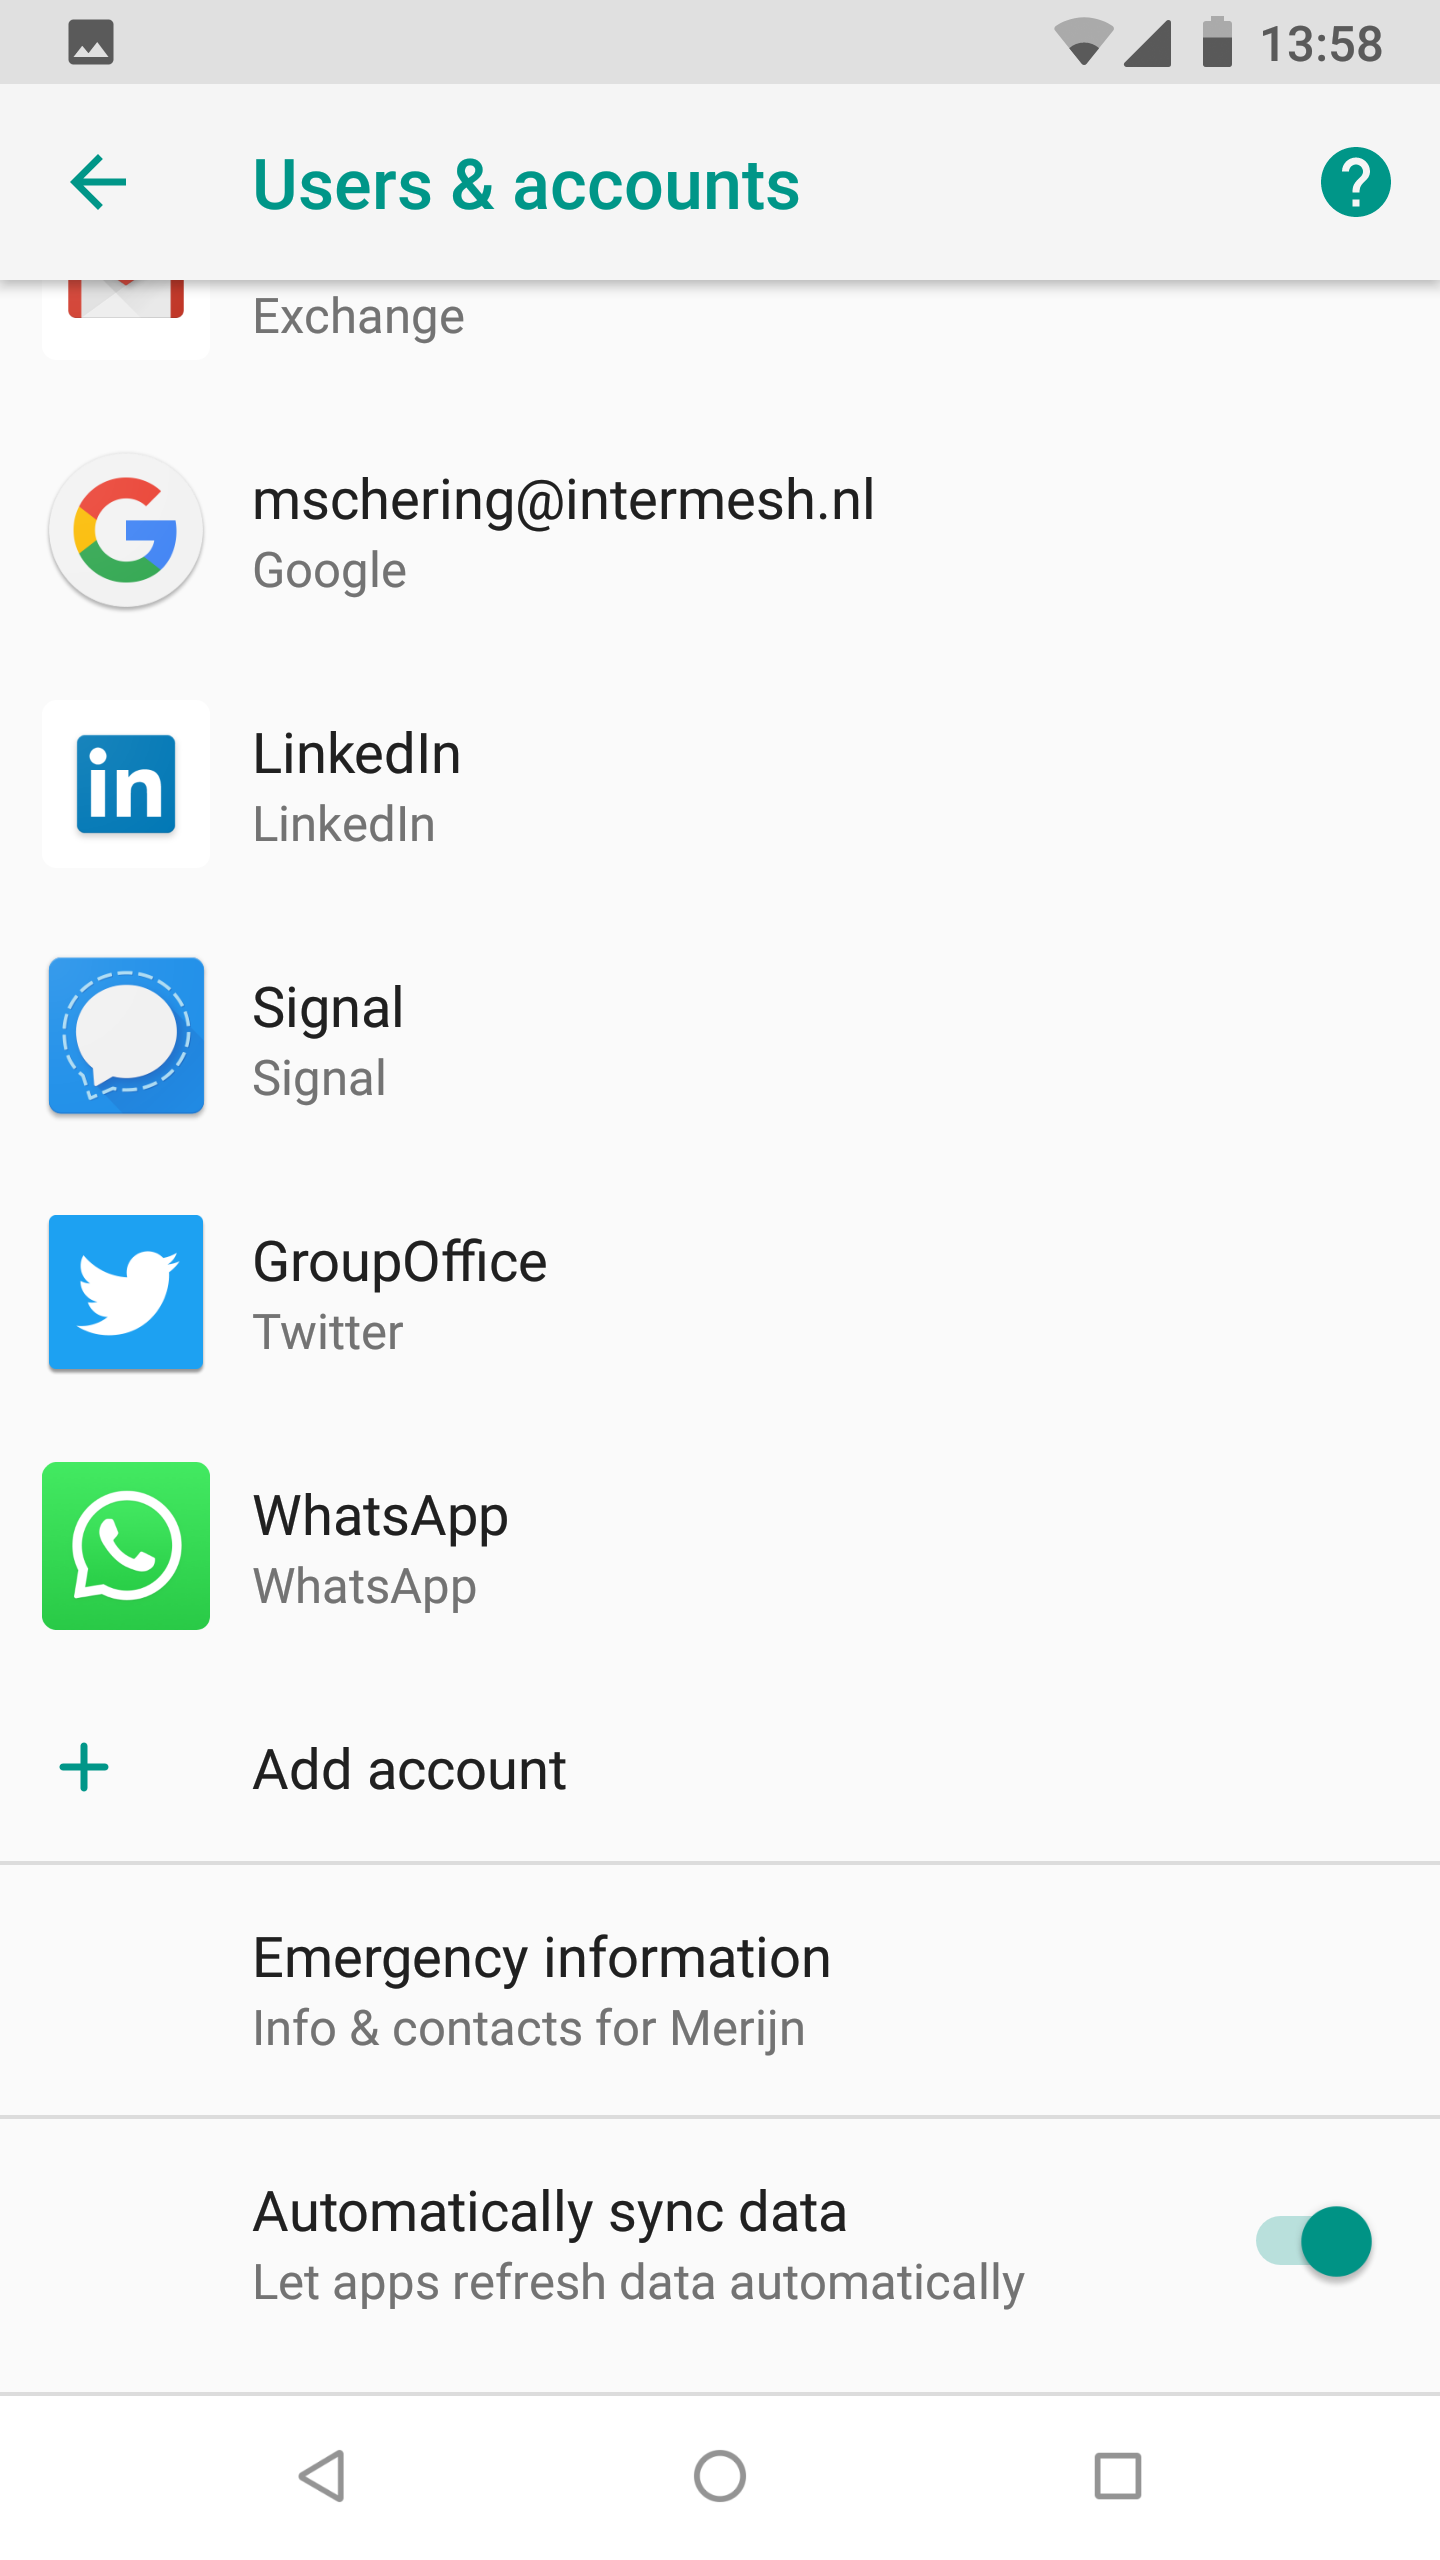 13:58
Users & accounts
Exchange
mschering@intermesh.nl
Google
in
LinkedIn
LinkedIn
Signal
Signal
GroupOffice
Twitter
WhatsApp
WhatsApp
Add account
Emergency information
Info & contacts for Merijn
Automatically sync data
Let apps refresh data automatically